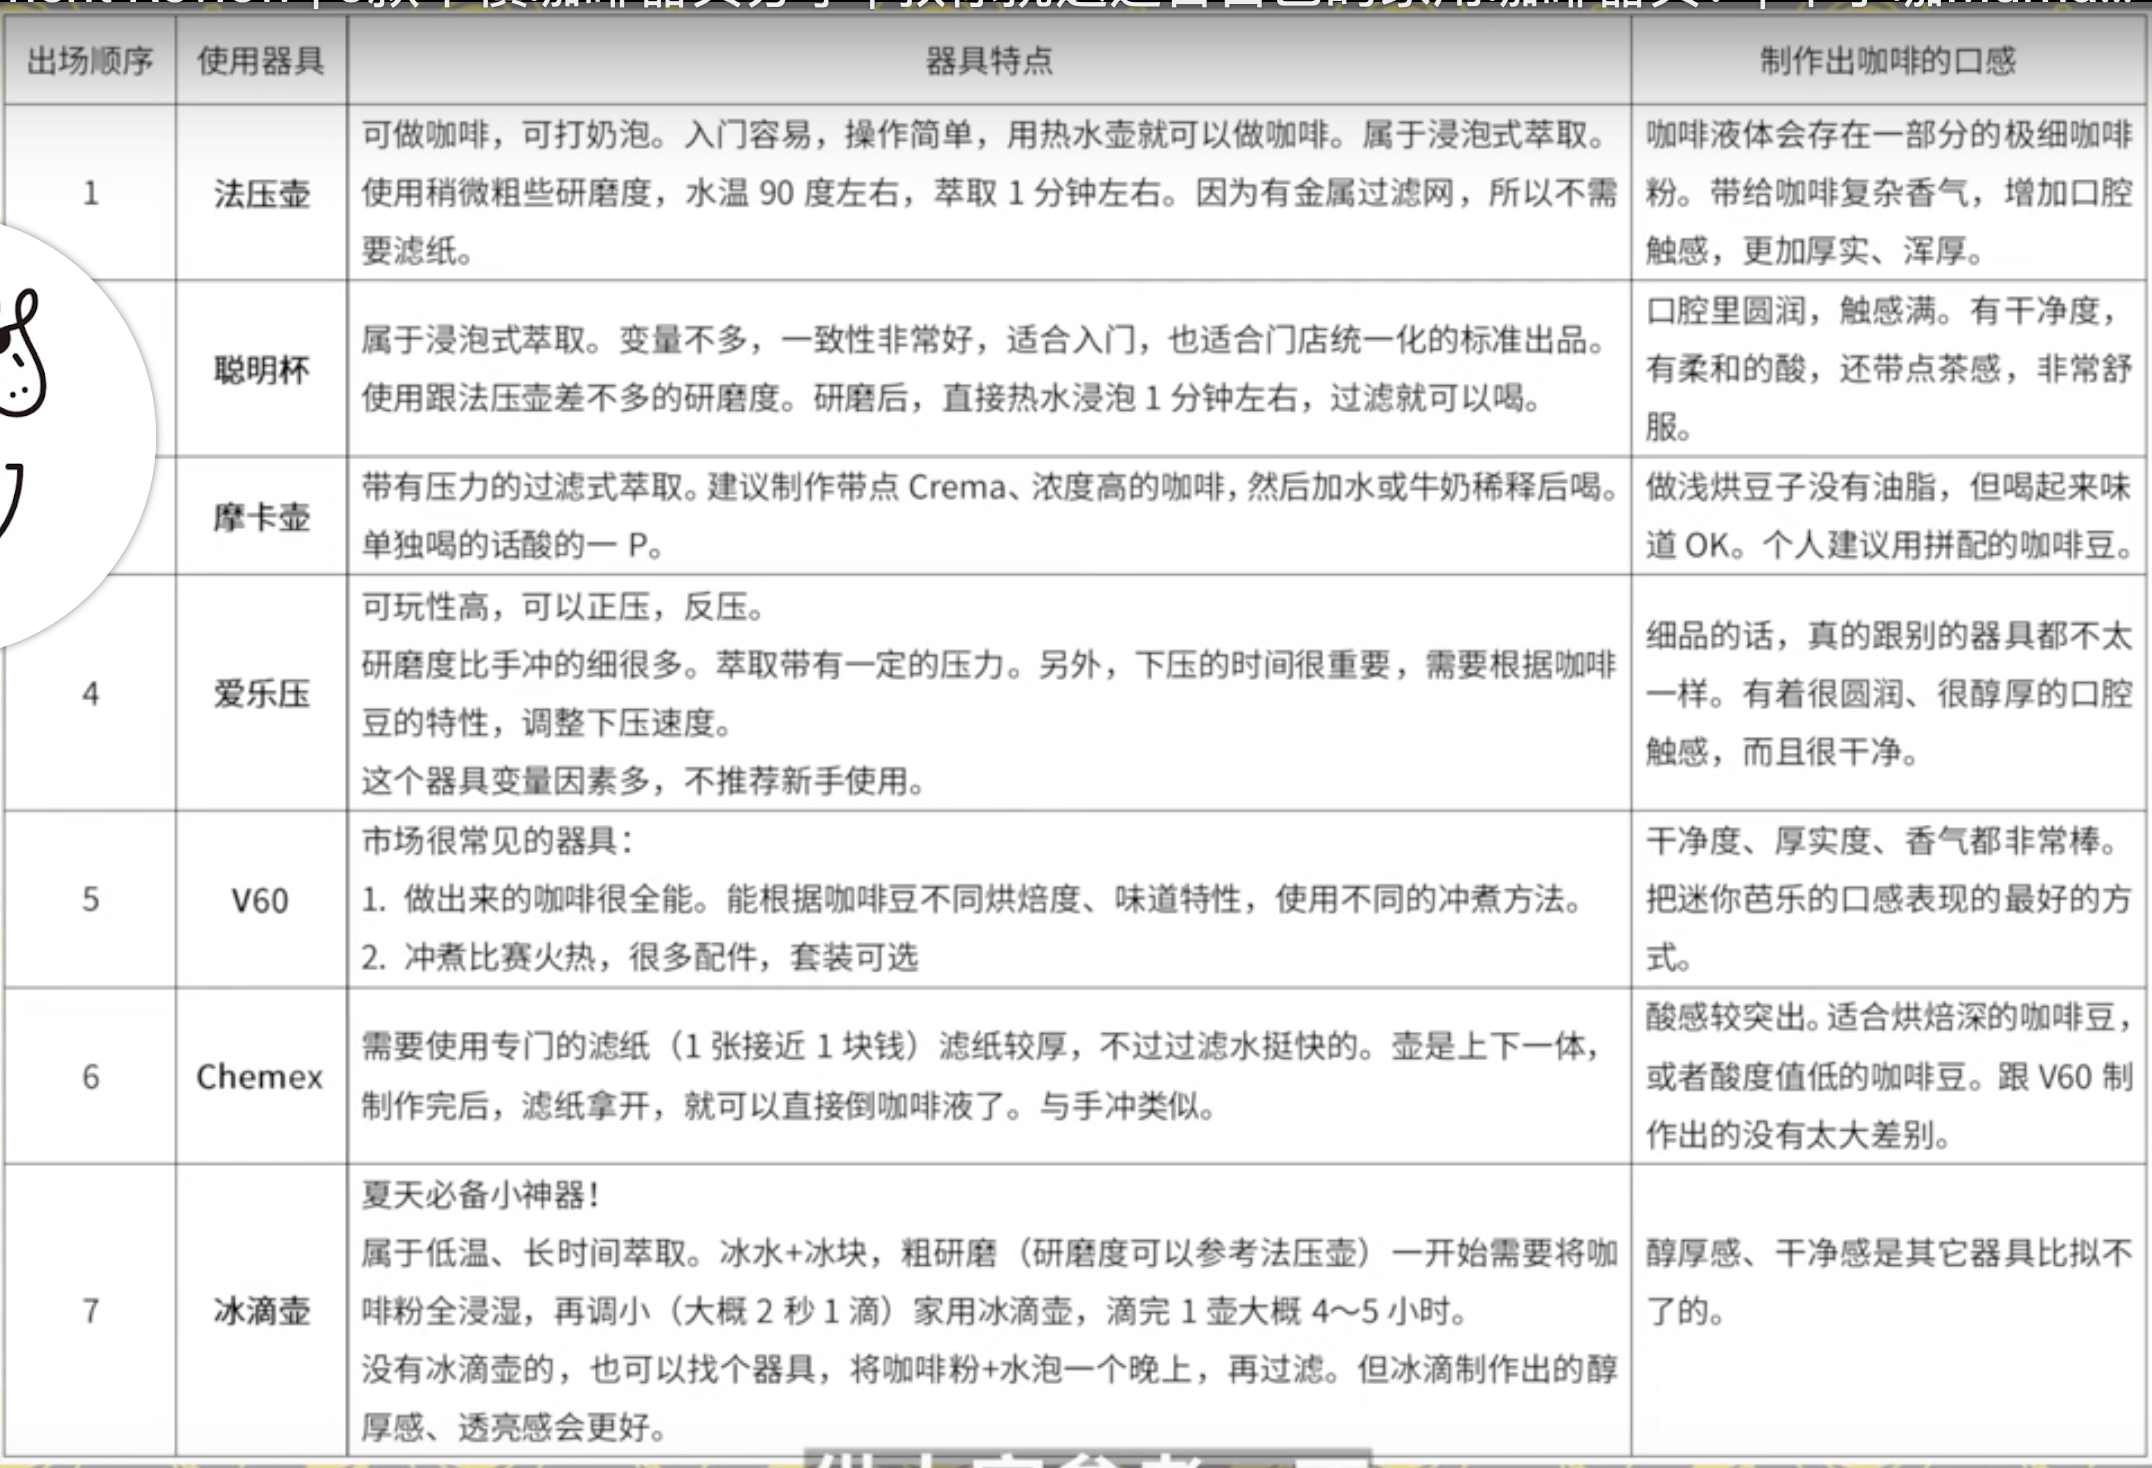 出场顺序 使用器具 器具特点 制作出咖啡的口感
1 法压壶
可做咖啡，可打奶泡。入门容易，操作简单，用热水壶就可以做咖啡。属于浸泡式萃取。
使用稍微粗些研磨度，水温 90 度左右，萃取 1 分钟左右。因为有金属过滤网，所以不需
要滤纸。
咖啡液体会存在一部分的极细咖啡
粉。带给咖啡复杂香气，增加口腔
触感，更加厚实、浑厚。
聪明杯
属于浸泡式萃取。变量不多，一致性非常好，适合入门，也适合门店统一化的标准出品。
使用跟法压壶差不多的研磨度。研磨后，直接热水浸泡 1 分钟左右，过滤就可以喝。
口腔里圆润，触感满。有干净度，
有柔和的酸，还带点茶感，非常舒
服。
摩卡壶
带有压力的过滤式萃取。建议制作带点 Crema、浓度高的咖啡，然后加水或牛奶稀释后喝。
单独喝的话酸的一 P。
做浅烘豆子没有油脂，但喝起来味
道 OK。个人建议用拼配的咖啡豆。
4 爱乐压
可玩性高，可以正压，反压。
研磨度比手冲的细很多。萃取带有一定的压力。另外，下压的时间很重要，需要根据咖啡
豆的特性，调整下压速度。
这个器具变量因素多，不推荐新手使用。
细品的话，真的跟别的器具都不太
一样。有着很圆润、很醇厚的口腔
触感，而且很干净。
5 V60
市场很常见的器具：
1. 做出来的咖啡很全能。能根据咖啡豆不同烘焙度、味道特性，使用不同的冲煮方法。
2. 冲煮比赛火热，很多配件，套装可选
干净度、厚实度、香气都非常棒。
把迷你芭乐的口感表现的最好的方
式。
6 Chemex
需要使用专门的滤纸（1 张接近 1 块钱）滤纸较厚，不过过滤水挺快的。壶是上下一体，
制作完后，滤纸拿开，就可以直接倒咖啡液了。与手冲类似。
酸感较突出。适合烘焙深的咖啡豆，
或者酸度值低的咖啡豆。跟 V60 制
作出的没有太大差别。
7 冰滴壶
夏天必备小神器！
属于低温、长时间萃取。冰水+冰块，粗研磨（研磨度可以参考法压壶）一开始需要将咖
啡粉全浸湿，再调小（大概 2 秒 1 滴）家用冰滴壶，滴完 1 壶大概 4～5 小时。
没有冰滴壶的，也可以找个器具，将咖啡粉+水泡一个晚上，再过滤。但冰滴制作出的醇
厚感、透亮感会更好。
醇厚感、干净感是其它器具比拟不
了的。